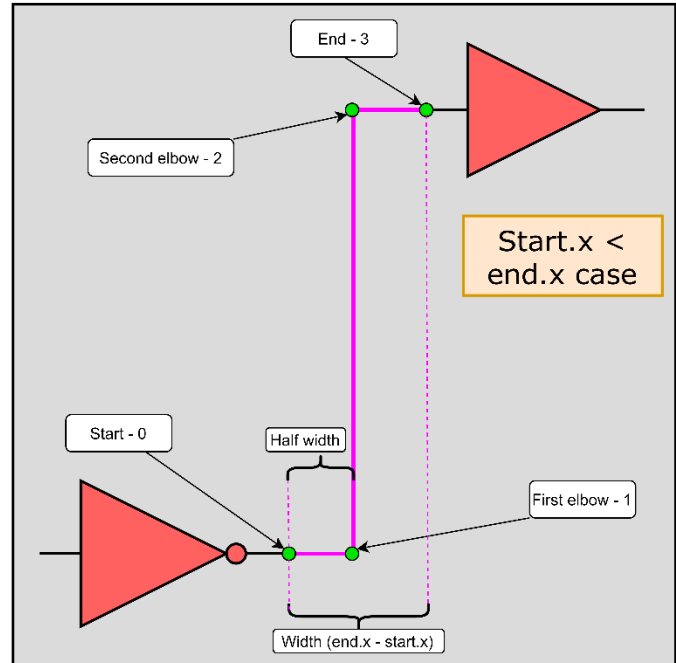 End - 3
Second elbow - 2
Start.x <
end.x case
Start - 0
Half width
First elbow - 1
Width (end.x - start.x)